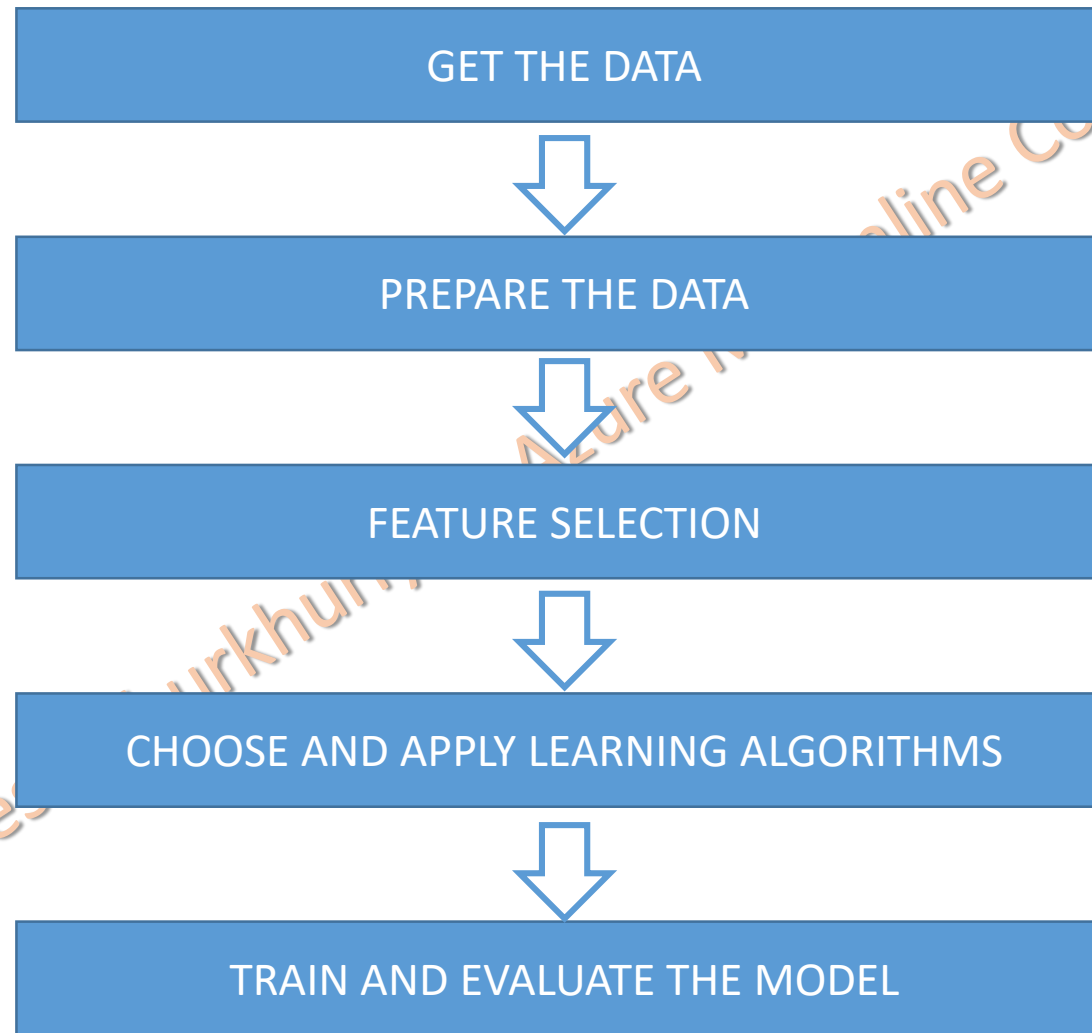 GET THE DATA
PREPARE THE DATA
FEATURE SELECTION
CHOOSE AND APPLY LEARNING ALGORITHMS
TRAIN AND EVALUATE THE MODEL